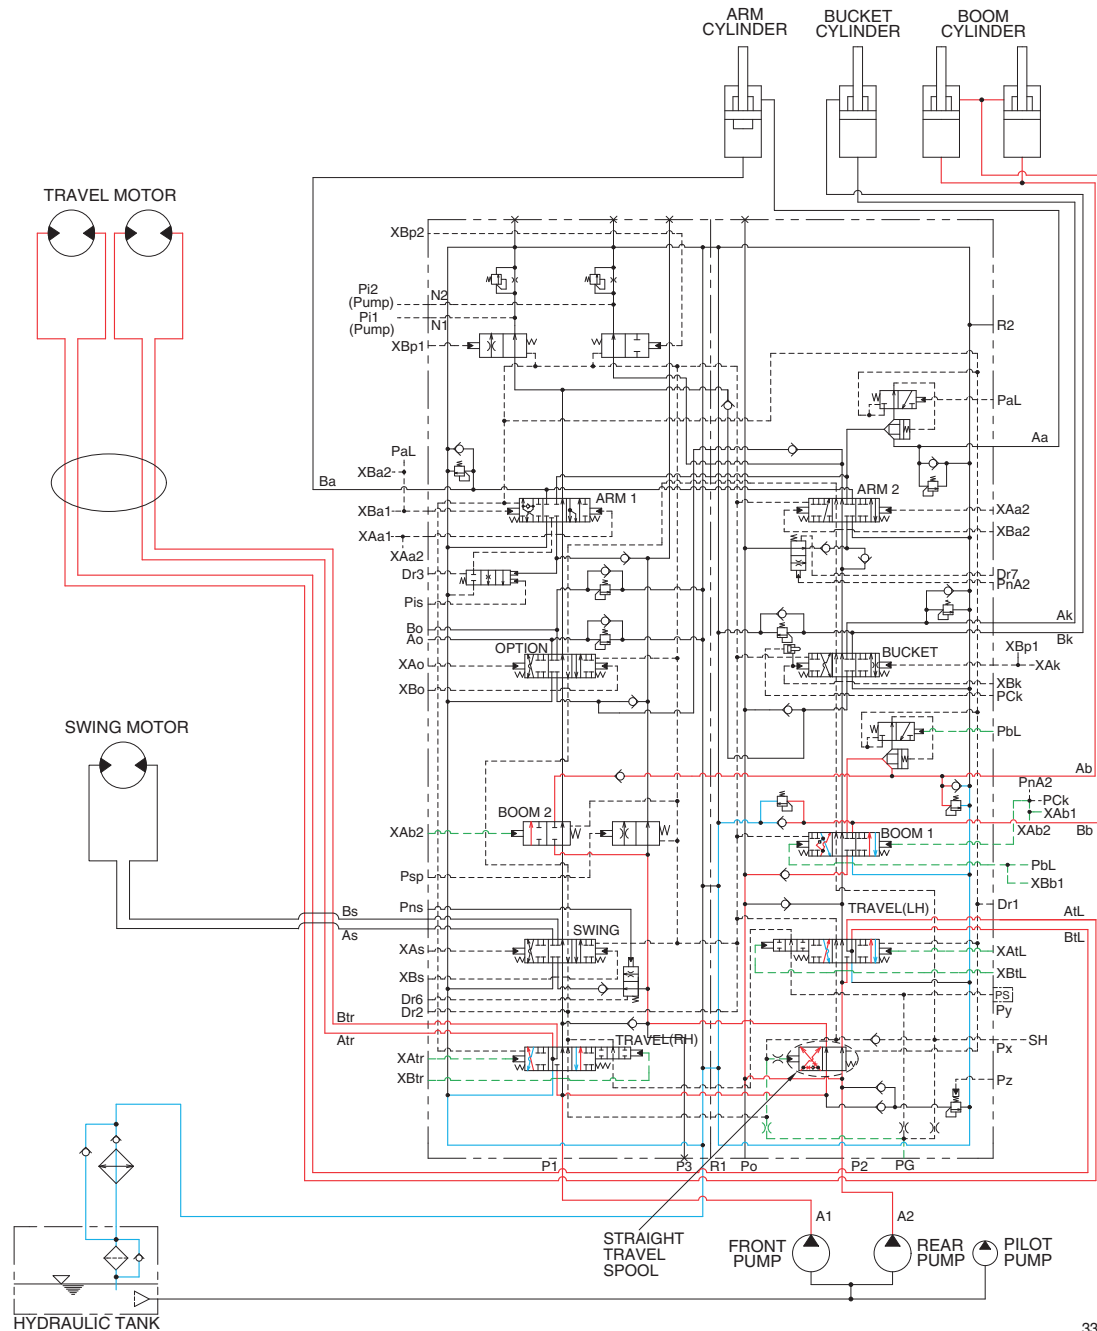 ARM
CYLINDER
BUCKET
CYLINDER
BOOM
CYLINDER
TRAVEL MOTOR
XBp2
Pi2
(Pump)
N2
Pi1
(Pump)
N1
XBp1
R2
PaL
Aa
PaL
XBa2
Ba
XBa1
ARM 1
ARM 2
XAa2
XAa1
XBa2
XAa2
Dr3
Dr7
PnA2
Pis
Bo
Ao
Ak
Bk
OPTION
BUCKET
XBp1
XAo
XAk
XBo
XBk
PCk
SWING MOTOR
PbL
Ab
PnA2
PCk
XAb1
XAb2
BOOM 2
XAb2
BOOM 1
Bb
Psp
PbL
XBb1
Pns
TRAVEL(LH)
Dr1
Bs
As
SWING
AtL
BtL
XAs
XAtL
XBs
XBtL
Dr6
Dr2
PS
Py
Btr
Atr
TRAVEL(RH)
SH
Px
XAtr
XBtr
Pz
P1
P3
R1
Po
P2
PG
A1
A2
STRAIGHT
TRAVEL
SPOOL
FRONT
PUMP
REAR
PUMP
PILOT
PUMP
HYDRAULIC TANK
33